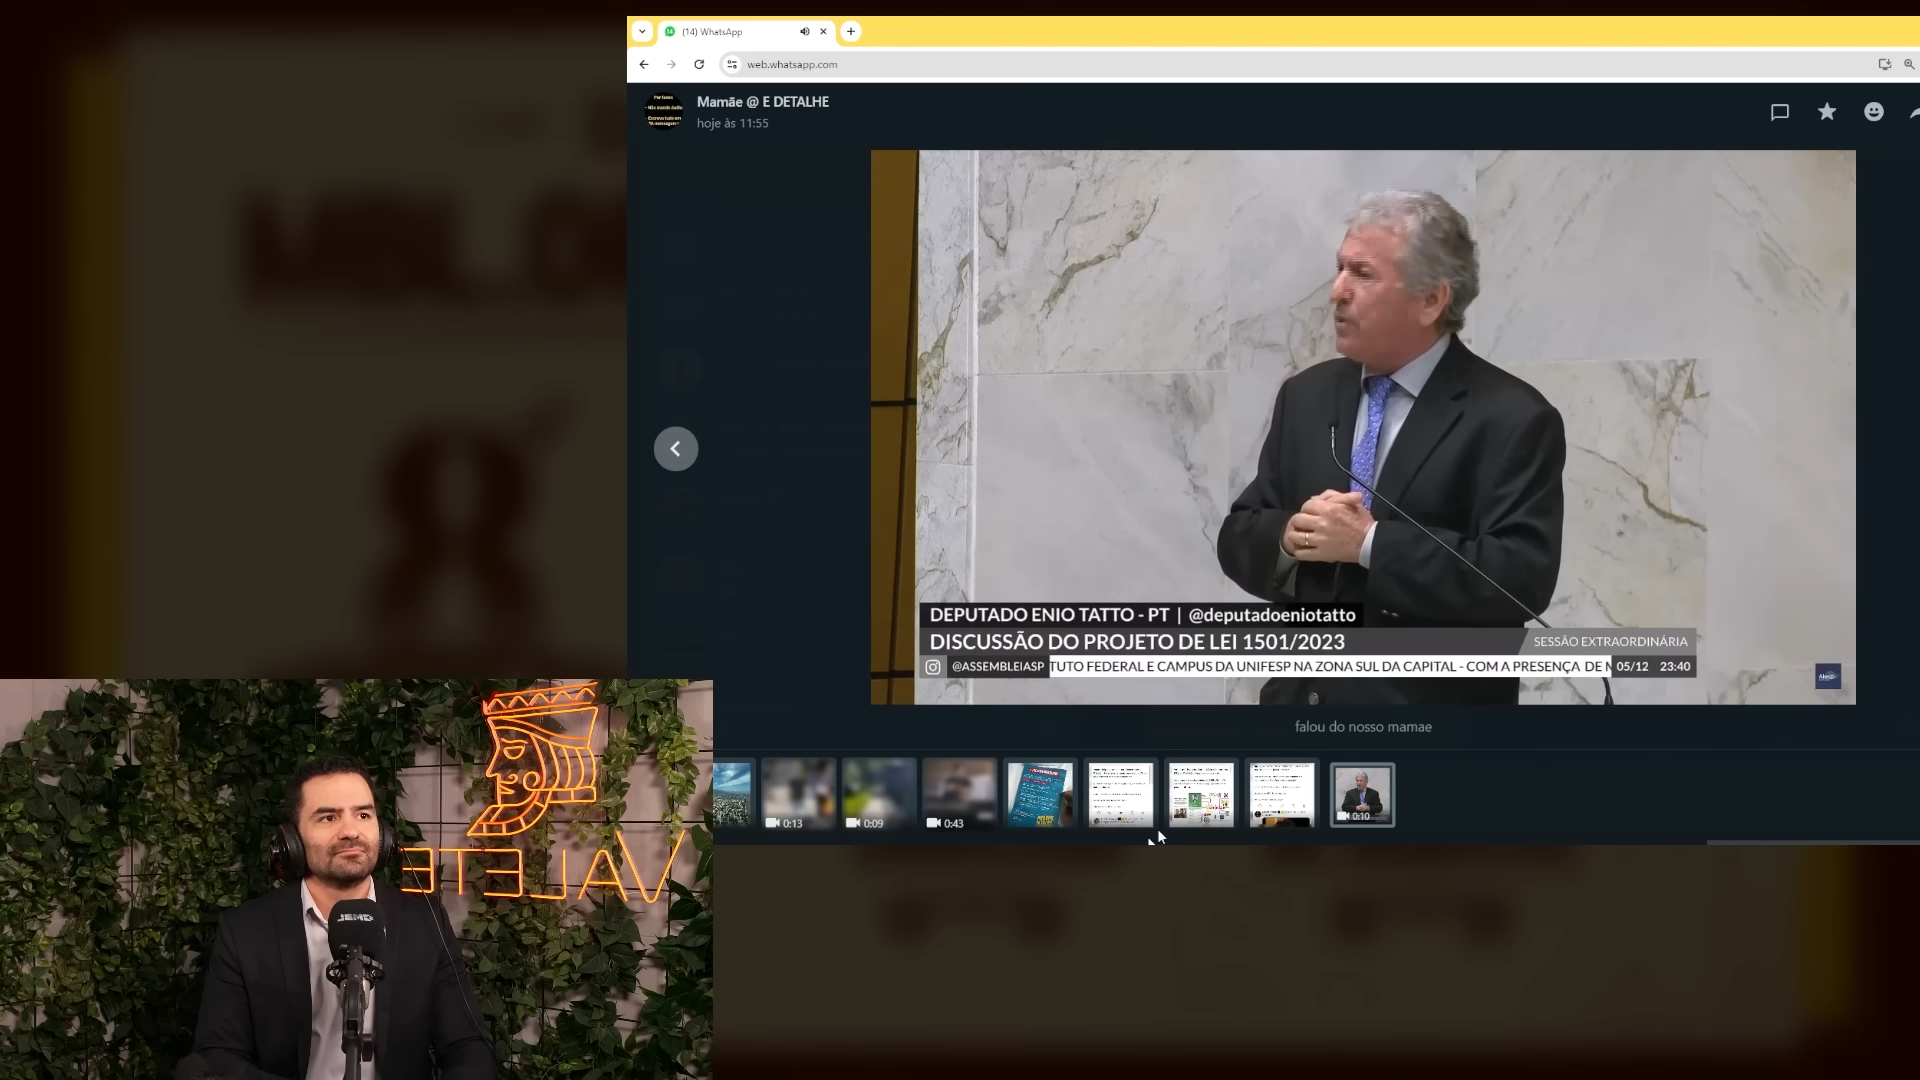 (14) WhatsApp
web.whatsapp.com
Mamãe @ E DETALHE
hoje às 11:55
DEPUTADO ENIO TATTO - PT | @deputadoeniotatto
DISCUSSÃO DO PROJETO DE LEI 1501/2023
SESSÃO EXTRAORDINÁRIA
@ASSEMBLEIASP
TUTO FEDERAL E CAMPUS DA UNIFESP NA ZONA SUL DA CAPITAL - COM A PRESENÇA DE
05/12 23:40
Alesp
falou do nosso mamae
0:13
0:09
0:43
0:10
VALETE